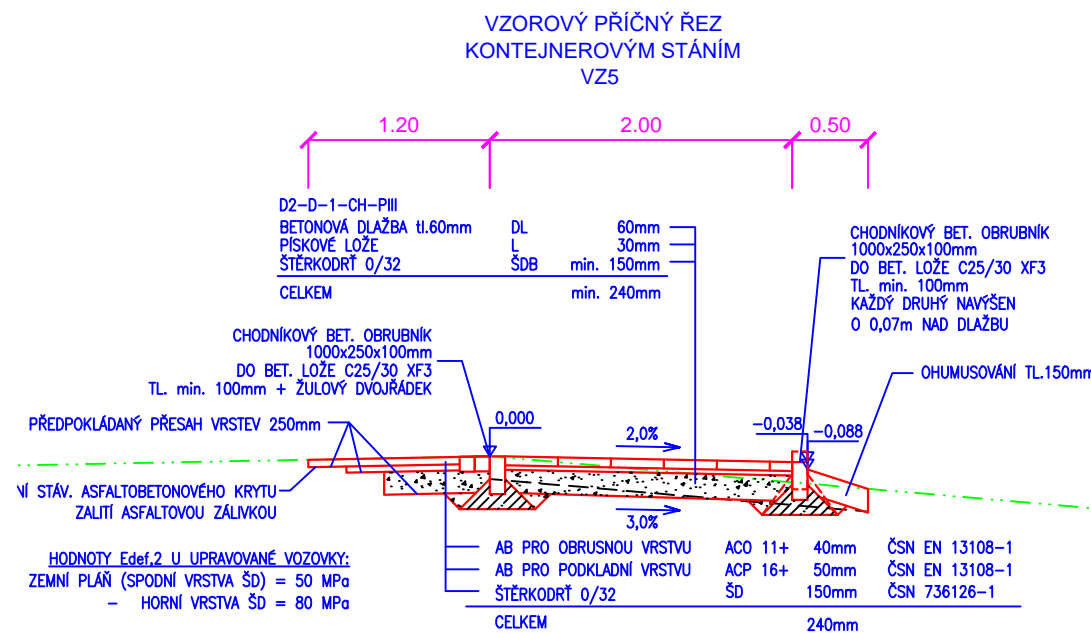 VZOROVÝ PŘÍČNÝ ŘEZ
KONTEJNEROVÝM STÁNÍM
VZ5
1.20 2.00 0.50
D2-D-1-CH-PIII
BETONOVÁ DLAŽBA tl.60mm DL 60mm
PÍSKOVÉ LOŽE L 30mm
ŠTĚRKODRŤ 0/32 ŠDB min. 150mm
CELKEM min. 240mm
CHODNÍKOVÝ BET. OBRUBNÍK
1000x250x100mm
DO BET. LOŽE C25/30 XF3
TL. min. 100mm
KAŽDÝ DRUHÝ NAVÝŠEN
O 0,07m NAD DLAŽBU
CHODNÍKOVÝ BET. OBRUBNÍK
1000x250x100mm
DO BET. LOŽE C25/30 XF3
TL. min. 100mm + ŽULOVÝ DVOJŘÁDEK
OHUMUSOVÁNÍ TL.150mm
PŘEDPOKLÁDANÝ PŘESAH VRSTEV 250mm
0,000
2,0%
-0,038
-0,088
NÍ STÁV. ASFALTOBETONOVÉHO KRYTU
ZALITÍ ASFALTOVOU ZÁLIVKOU
3,0%
HODNOTY Edef,2 U UPRAVOVANÉ VOZOVKY:
ZEMNÍ PLÁŇ (SPODNÍ VRSTVA ŠD) = 50 MPa
- HORNÍ VRSTVA ŠD = 80 MPa
AB PRO OBRUSNOU VRSTVU ACO 11+ 40mm ČSN EN 13108-1
AB PRO PODKLADNÍ VRSTVU ACP 16+ 50mm ČSN EN 13108-1
ŠTĚRKODRŤ 0/32 ŠD 150mm ČSN 736126-1
CELKEM 240mm